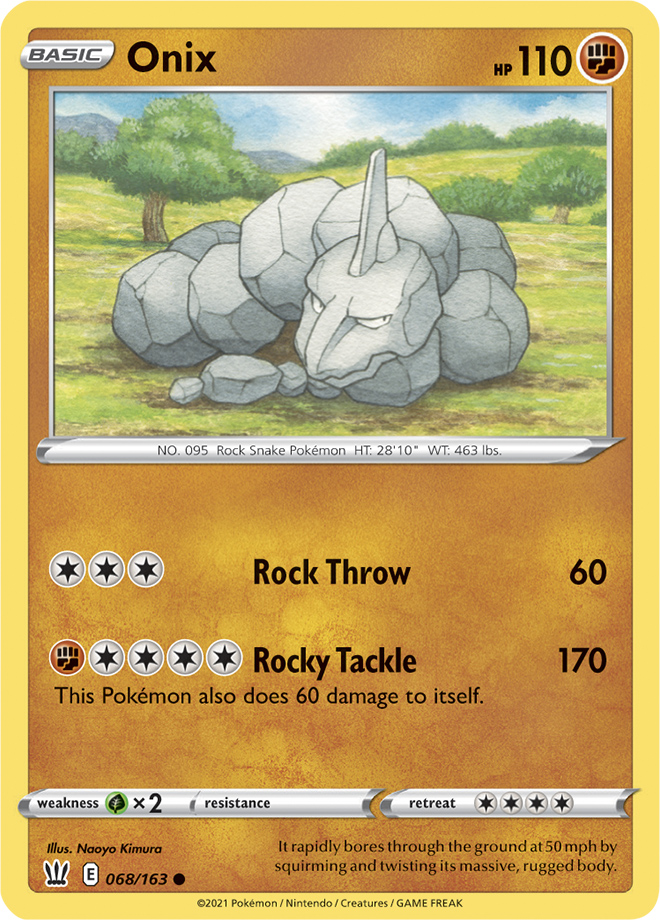 BASIC Onix HP 110
NO. 095 Rock Snake Pokémon HT: 28'10" WT: 463 lbs.
Rock Throw 60
Rocky Tackle 170
This Pokémon also does 60 damage to itself.
weakness ×2 resistance retreat
Illus. Naoyo Kimura
E 068/163
It rapidly bores through the ground at 50 mph by
squirming and twisting its massive, rugged body.
©2021 Pokémon / Nintendo / Creatures / GAME FREAK